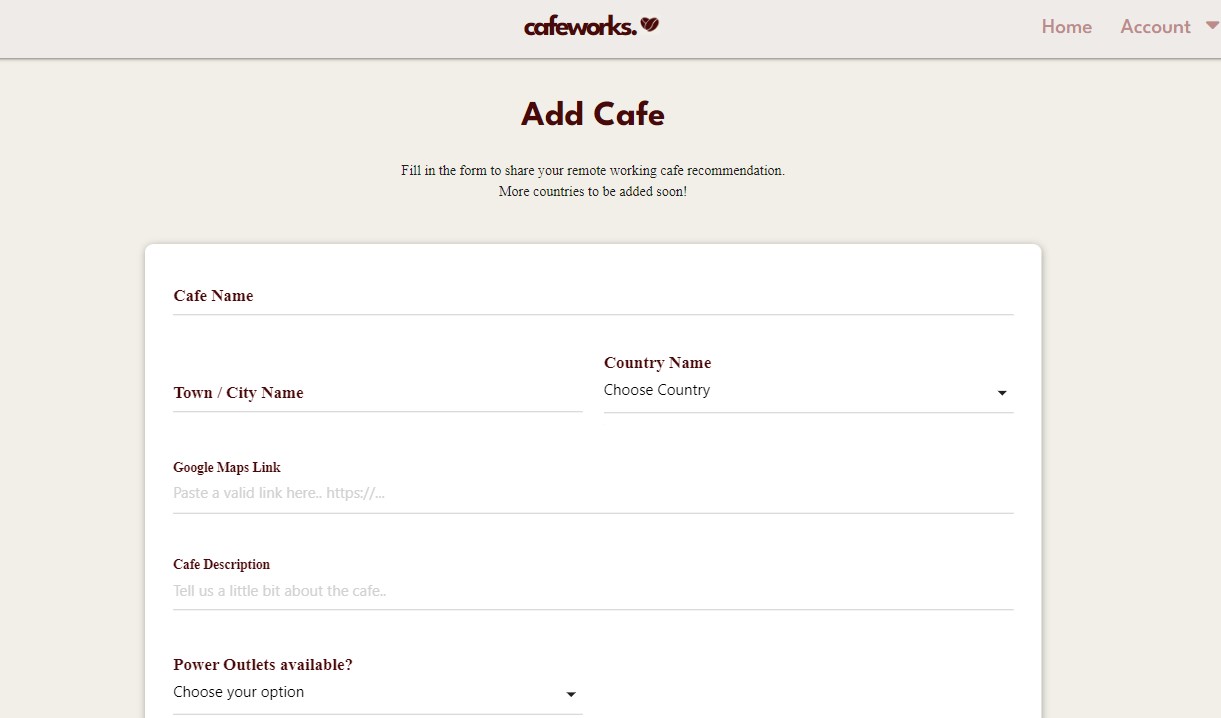 cafeworks.
Home
Account
Add Cafe
Fill in the form to share your remote working cafe recommendation.
More countries to be added soon!
Cafe Name
Town / City Name
Country Name
Choose Country
Google Maps Link
Paste a valid link here.. https://...
Cafe Description
Tell us a little bit about the cafe..
Power Outlets available?
Choose your option